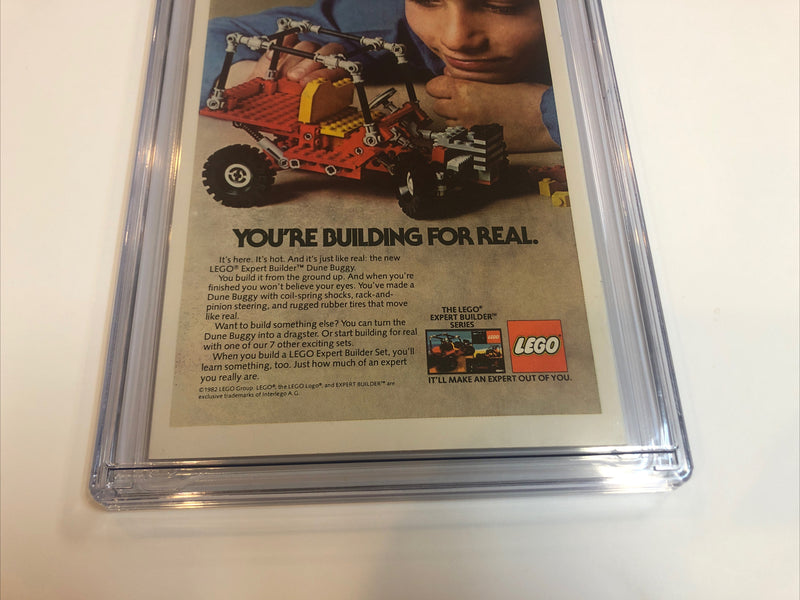 YOU'RE BUILDING FOR REAL.
It's here. It's hot. And it's just like real: the new
LEGO® Expert Builder™ Dune Buggy.
You build it from the ground up. And when you're
finished you won't believe your eyes. You've made a
Dune Buggy with coil-spring shocks, rack-and-
pinion steering, and rugged rubber tires that move
like real.
Want to build something else? You can turn the
Dune Buggy into a dragster. Or start building for real
with one of our 7 other exciting sets.
When you build a LEGO Expert Builder Set, you'll
learn something, too. Just how much of an expert
you really are.
©1982 LEGO Group. LEGO®, the LEGO Logo®, and EXPERT BUILDER™ are
exclusive trademarks of Interlego A.G.
THE LEGO®
EXPERT BUILDER™
SERIES
LEGO
LEGO
IT'LL MAKE AN EXPERT OUT OF YOU.